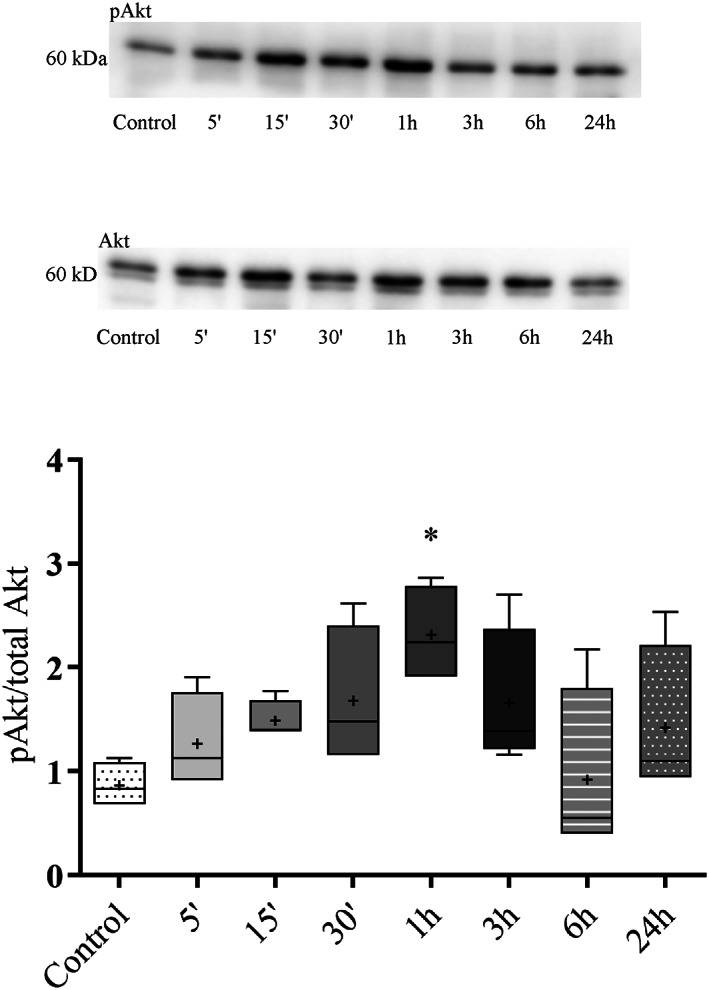 pAkt
60 kDa
Control 5' 15' 30' 1h 3h 6h 24h
Akt
60 kD
Control 5' 15' 30' 1h 3h 6h 24h
pAkt/total Akt
4
3
2
1
0
*
Control 5' 15' 30' 1h 3h 6h 24h